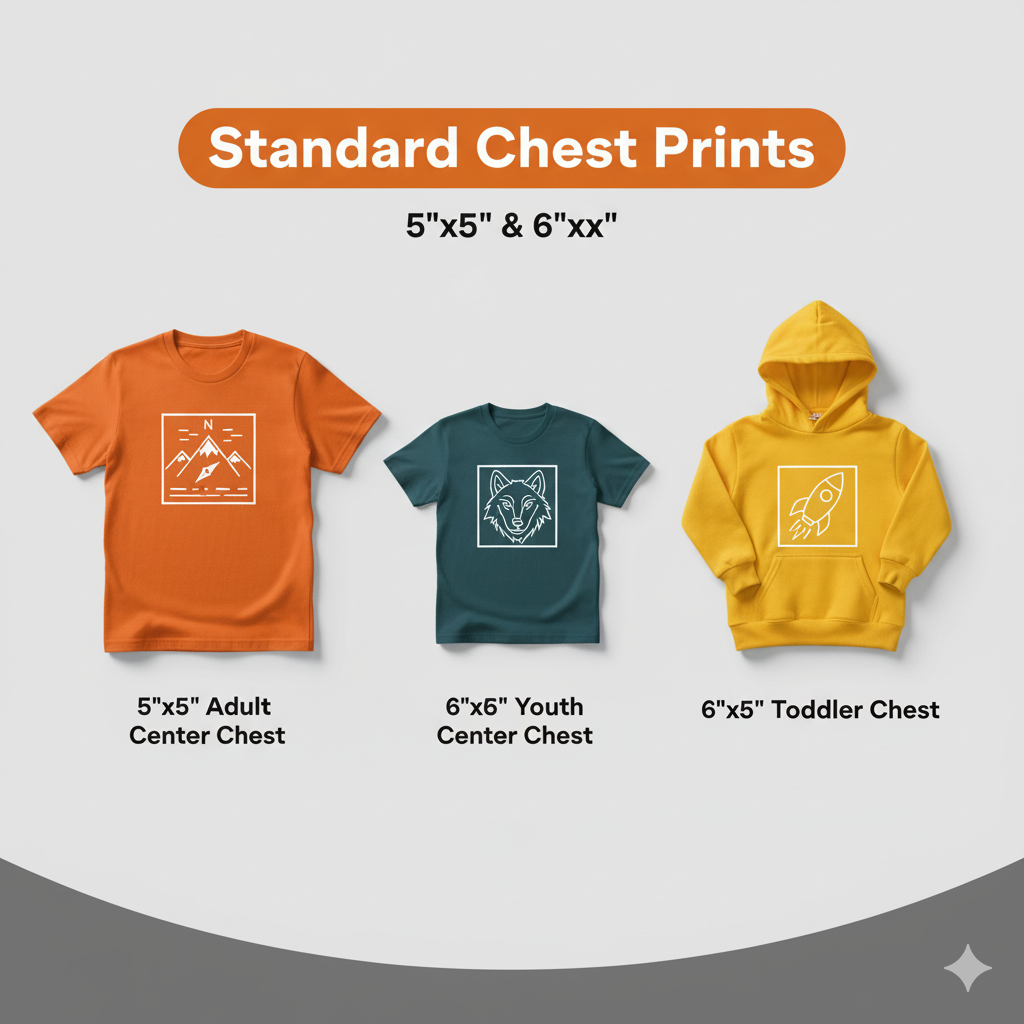 Standard Chest Prints
5"x5" & 6"xx"
N
5"x5" Adult
Center Chest
6"x6" Youth
Center Chest
6"x5" Toddler Chest